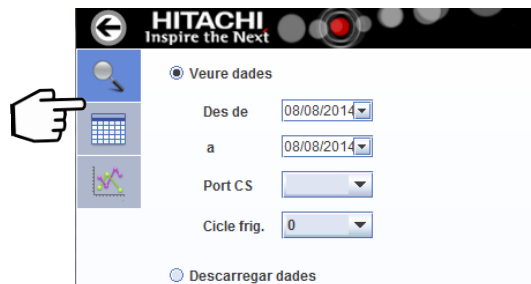 HITACHI
Inspire the Next
Veure dades
Des de 08/08/2014
a 08/08/2014
Port CS
Cicle frig. 0
Descarregar dades